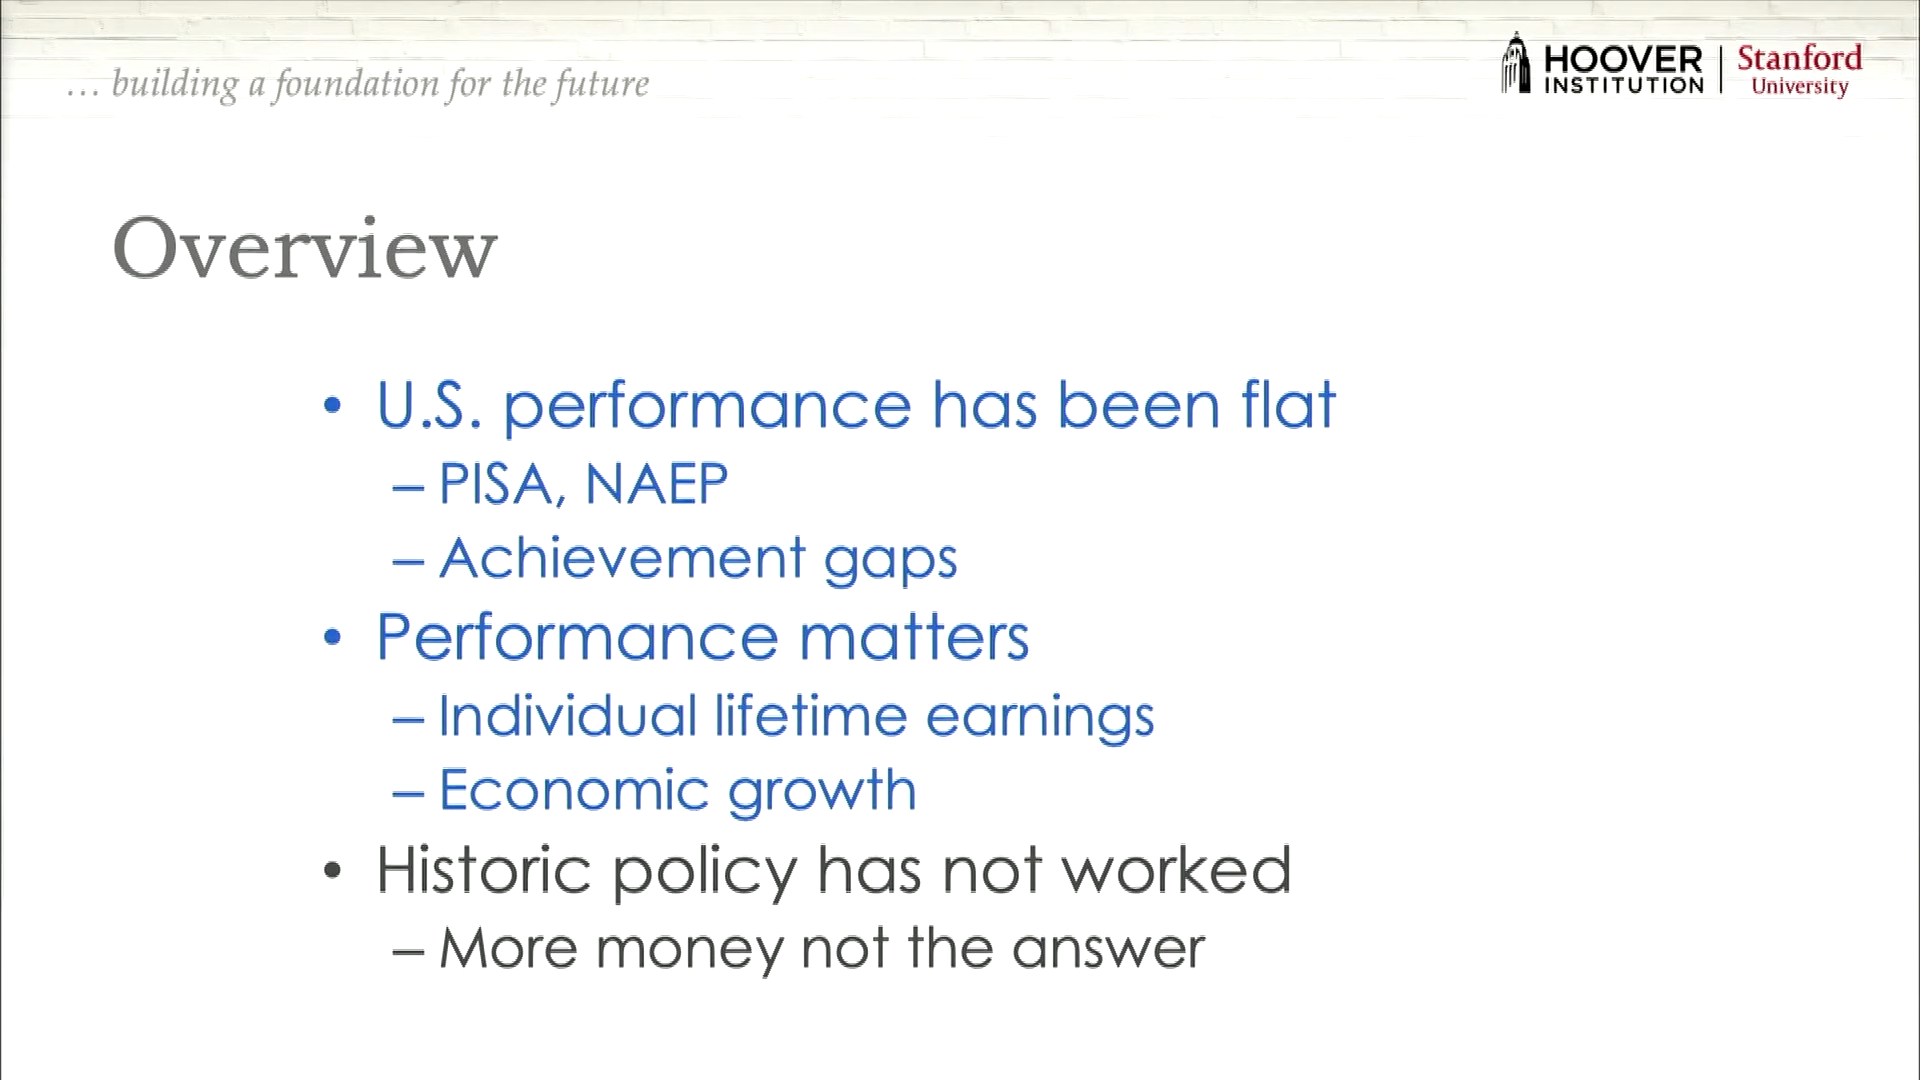 ... building a foundation for the future
HOOVER
INSTITUTION
Stanford
University
Overview
• U.S. performance has been flat
– PISA, NAEP
– Achievement gaps
• Performance matters
– Individual lifetime earnings
– Economic growth
• Historic policy has not worked
– More money not the answer